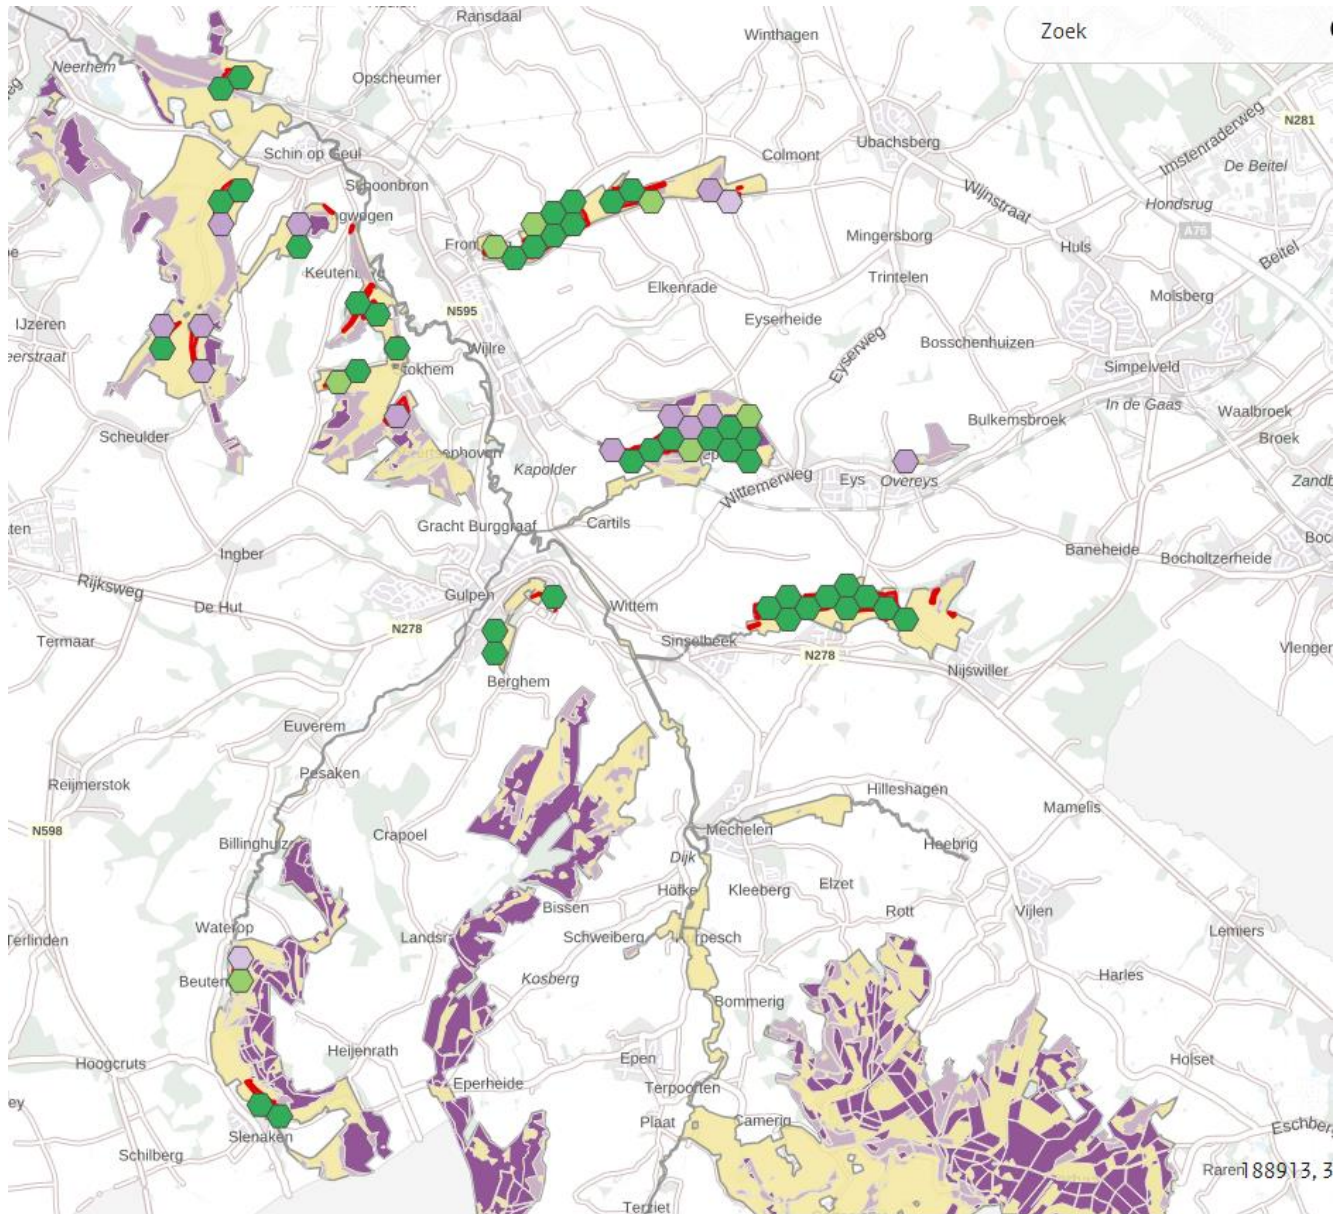 Ransdaal
Winthagen
Zoek
Neerhem
Opscheumer
N281
Imstenraderweg
Ubachsberg
Colmont
De Beitel
Schin op Geul
Schoonbron
Wijnstraat
Hondsrug
A76
Mingersborg
Huls
Beitel
Keutenberg
Trintelen
Elkenrade
Molsberg
N595
IJzeren
Eyserheide
Wijlre
Bosschenhuizen
Eyserweg
Simpelveld
In de Gaas
Waalbroek
Scheulder
Bulkemsbroek
Broek
Kapolder
Wittemerweg
Eys
Overeys
Gracht Burggraaf
Cartils
Ingber
Baneheide
Bocholtzerheide
Rijksweg
De Hut
Gulpen
Wittem
N278
Termaar
Sinselbeek
N278
Nijswiller
Berghem
Euverem
Pesaken
Reijmerstok
Hilleshagen
Mamelis
N598
Mechelen
Crapoel
Heebrig
Dijk
Höfke
Kleeberg
Elzet
Bissen
Rott
Vijlen
Waterop
Schweiberg
Lemiers
Kosberg
Harles
Bommerig
Heijenrath
Hoogcruts
Epen
Holset
Eperheide
Terpoorten
Plaat
Camerig
Slenaken
Schilberg
Raren
188913, 3
Terziet